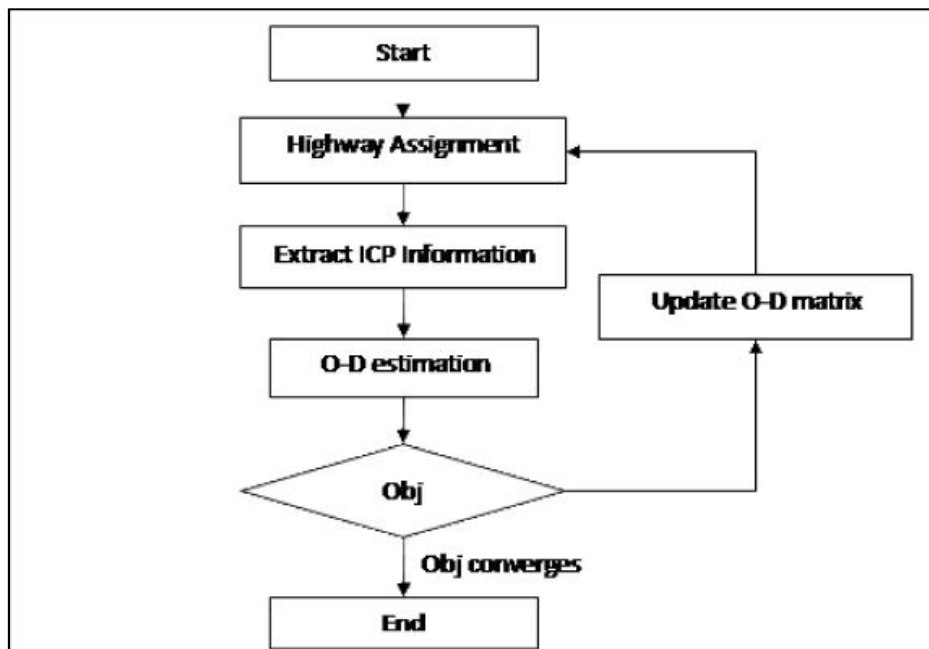 Start
Highway Assignment
Extract ICP Information
Update O-D matrix
O-D estimation
Obj
Obj converges
End